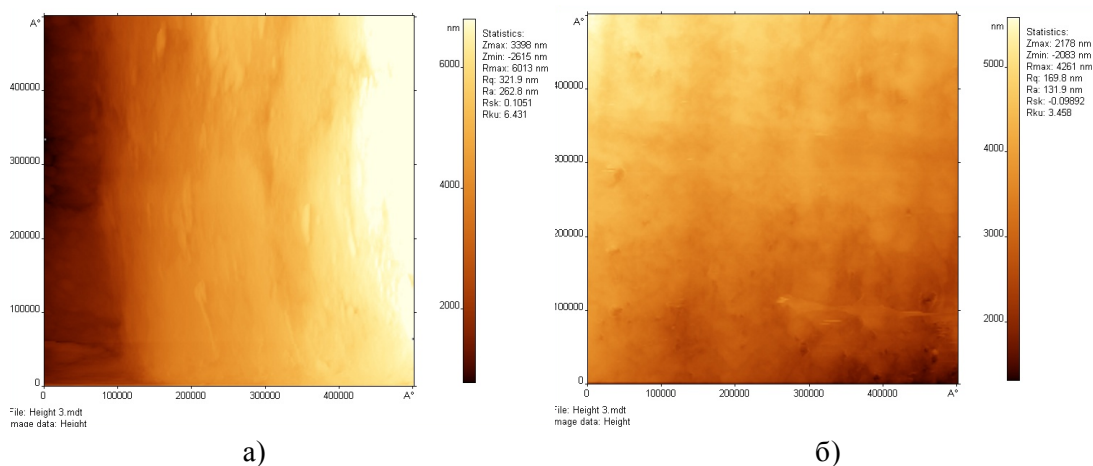 A°
400000
300000
200000
100000
0
100000
200000
300000
400000
A°
nm
6000
4000
2000
Statistics:
Zmax: 3398 nm
Zmin: -2615 nm
Rmax: 6013 nm
Rq: 321.9 nm
Ra: 262.8 nm
Rsk: 0.1051
Rku: 6.431
File: Height 3.mdt
mage data: Height
а)
A°
400000
300000
200000
100000
0
0
100000
200000
300000
400000
A°
nm
5000
4000
3000
2000
Statistics:
Zmax: 2178 nm
Zmin: -2083 nm
Rmax: 4261 nm
Rq: 169.8 nm
Ra: 131.9 nm
Rsk: -0.09892
Rku: 3.458
File: Height 3.mdt
mage data: Height
б)